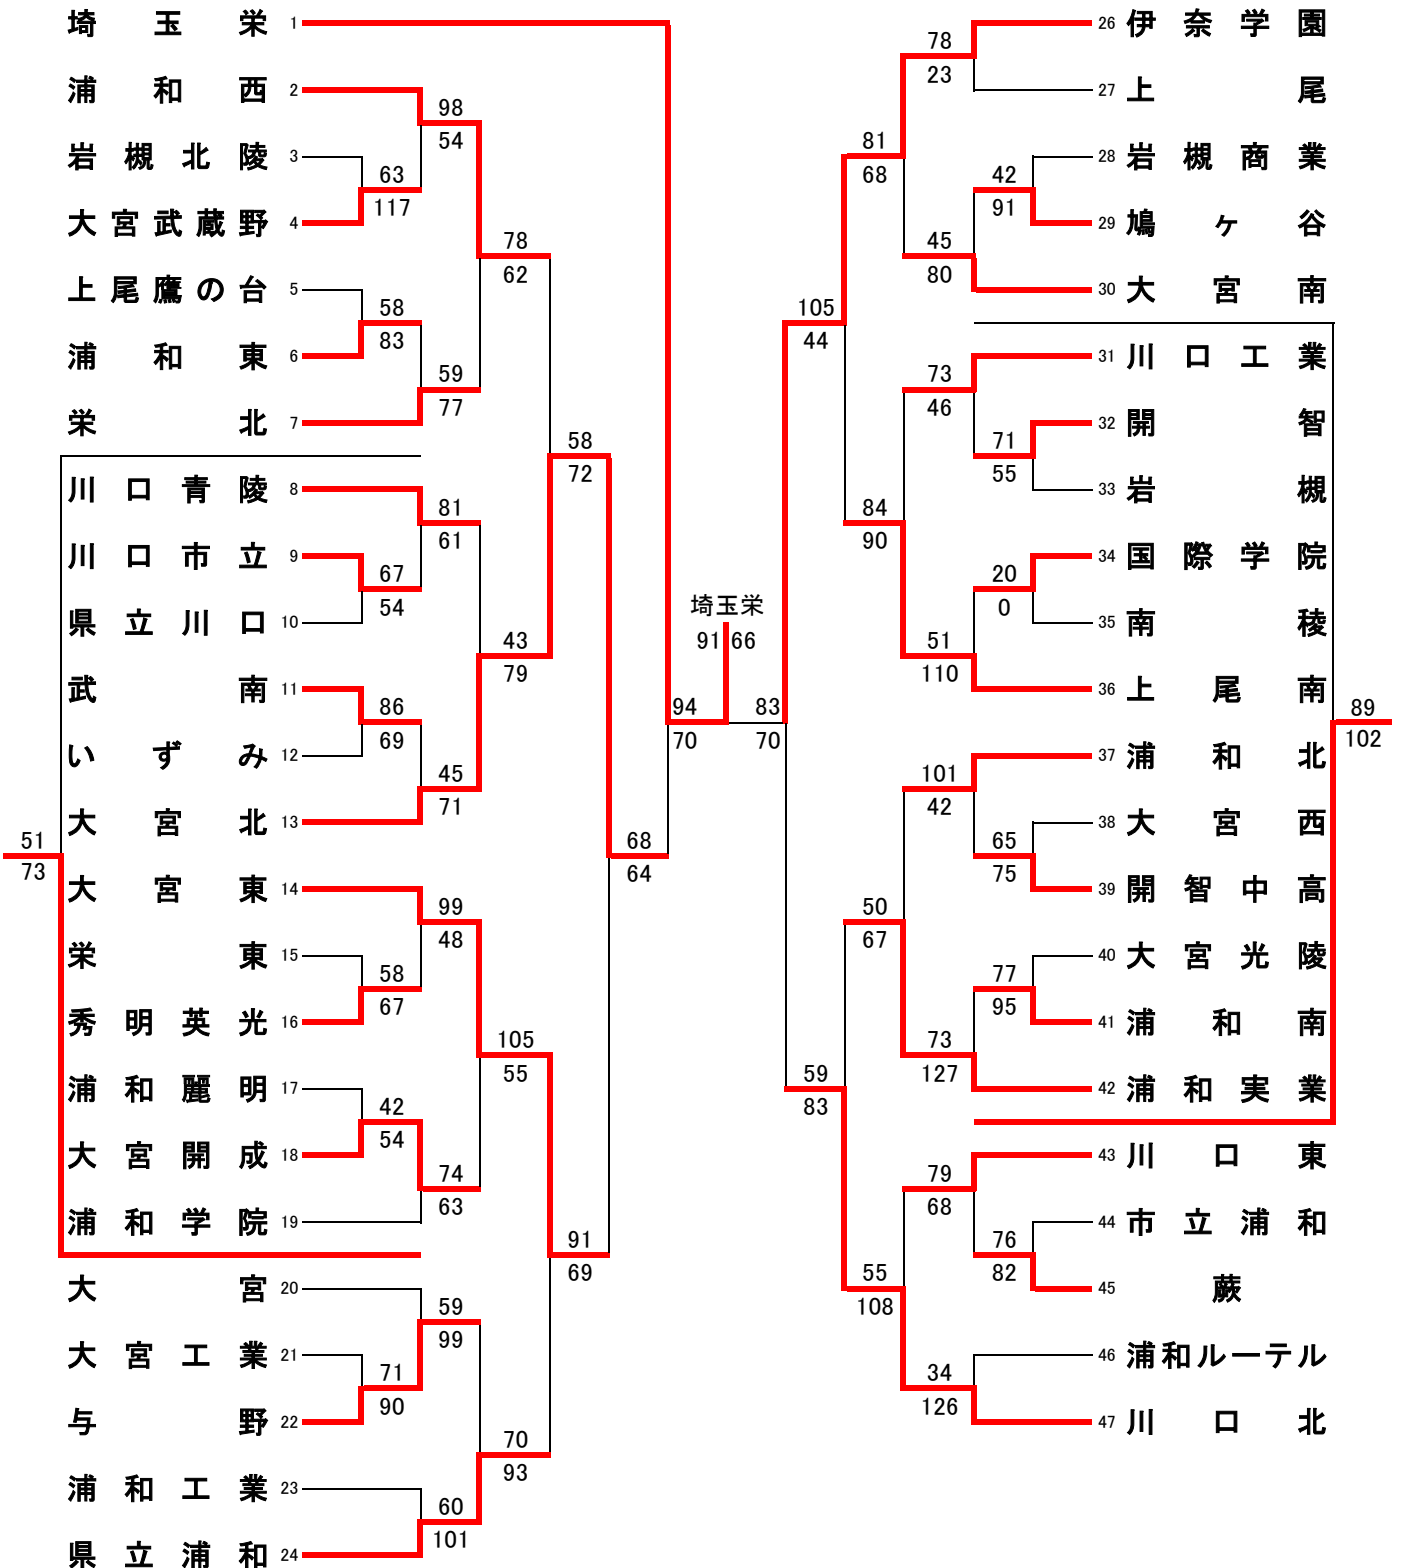 埼玉栄 1
浦和西 2
98
54
岩槻北陵 3
63
117
大宮武蔵野 4
78
62
上尾鷹の台 5
58
83
浦和東 6
59
77
栄北 7
58
72
川口青陵 8
81
61
川口市立 9
67
54
県立川口 10
43
79
武南 11
86
69
いずみ 12
45
71
大宮北 13
51
73
68
64
大宮東 14
99
48
栄東 15
58
67
秀明英光 16
105
55
浦和麗明 17
42
54
大宮開成 18
74
63
浦和学院 19
91
69
大宮 20
59
99
大宮工業 21
71
90
与野 22
70
93
浦和工業 23
60
101
県立浦和 24
埼玉栄
91 66
94
70
83
70
26 伊奈学園
78
23
27 上尾
81
68
28 岩槻商業
42
91
29 鳩ヶ谷
45
80
30 大宮南
105
44
31 川口工業
73
46
32 開智
71
55
33 岩槻
84
90
34 国際学院
20
0
35 南稜
51
110
36 上尾南
89
102
37 浦和北
101
42
38 大宮西
65
75
39 開智中高
50
67
40 大宮光陵
77
95
41 浦和南
73
127
42 浦和実業
59
83
43 川口東
79
68
44 市立浦和
76
82
45 蕨
55
108
46 浦和ルーテル
34
126
47 川口北